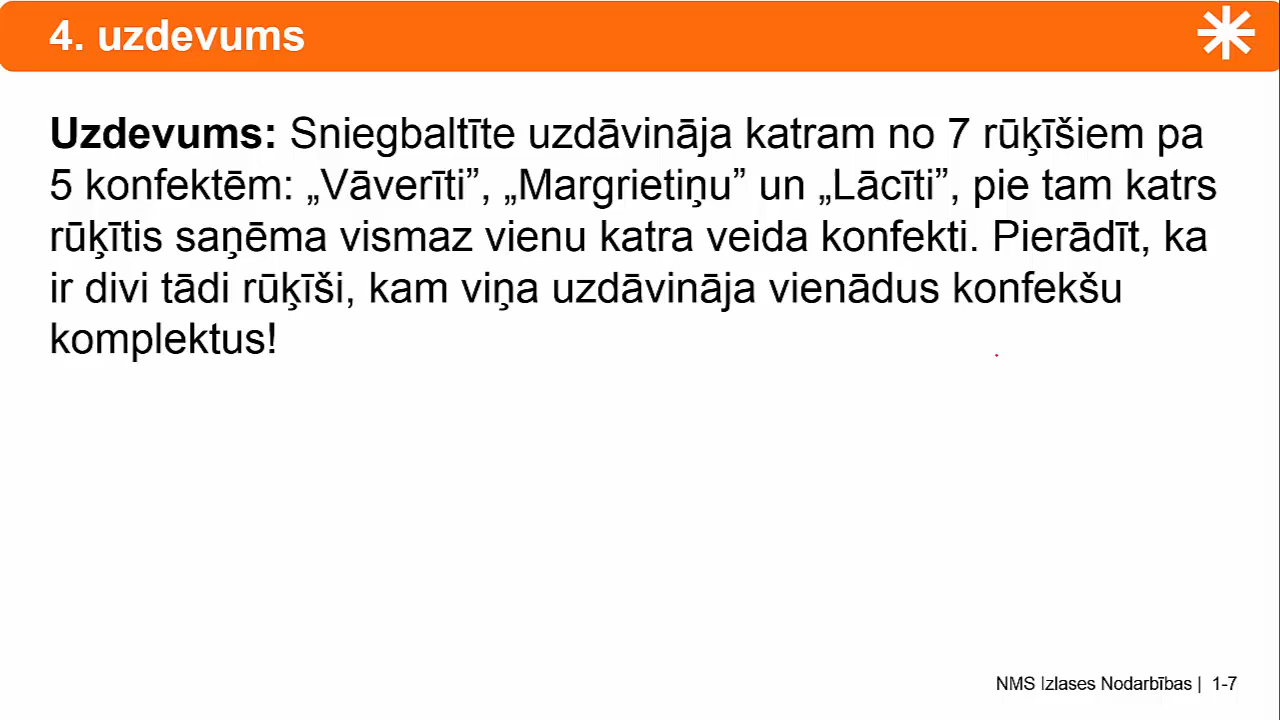 4. uzdevums
Uzdevums: Sniegbaltīte uzdāvināja katram no 7 rūķīšiem pa
5 konfektēm: „Vāverīti”, „Margrietiņu” un „Lācīti”, pie tam katrs
rūķītis saņēma vismaz vienu katra veida konfekti. Pierādīt, ka
ir divi tādi rūķīši, kam viņa uzdāvināja vienādus konfekšu
komplektus!
NMS Izlases Nodarbības | 1-7